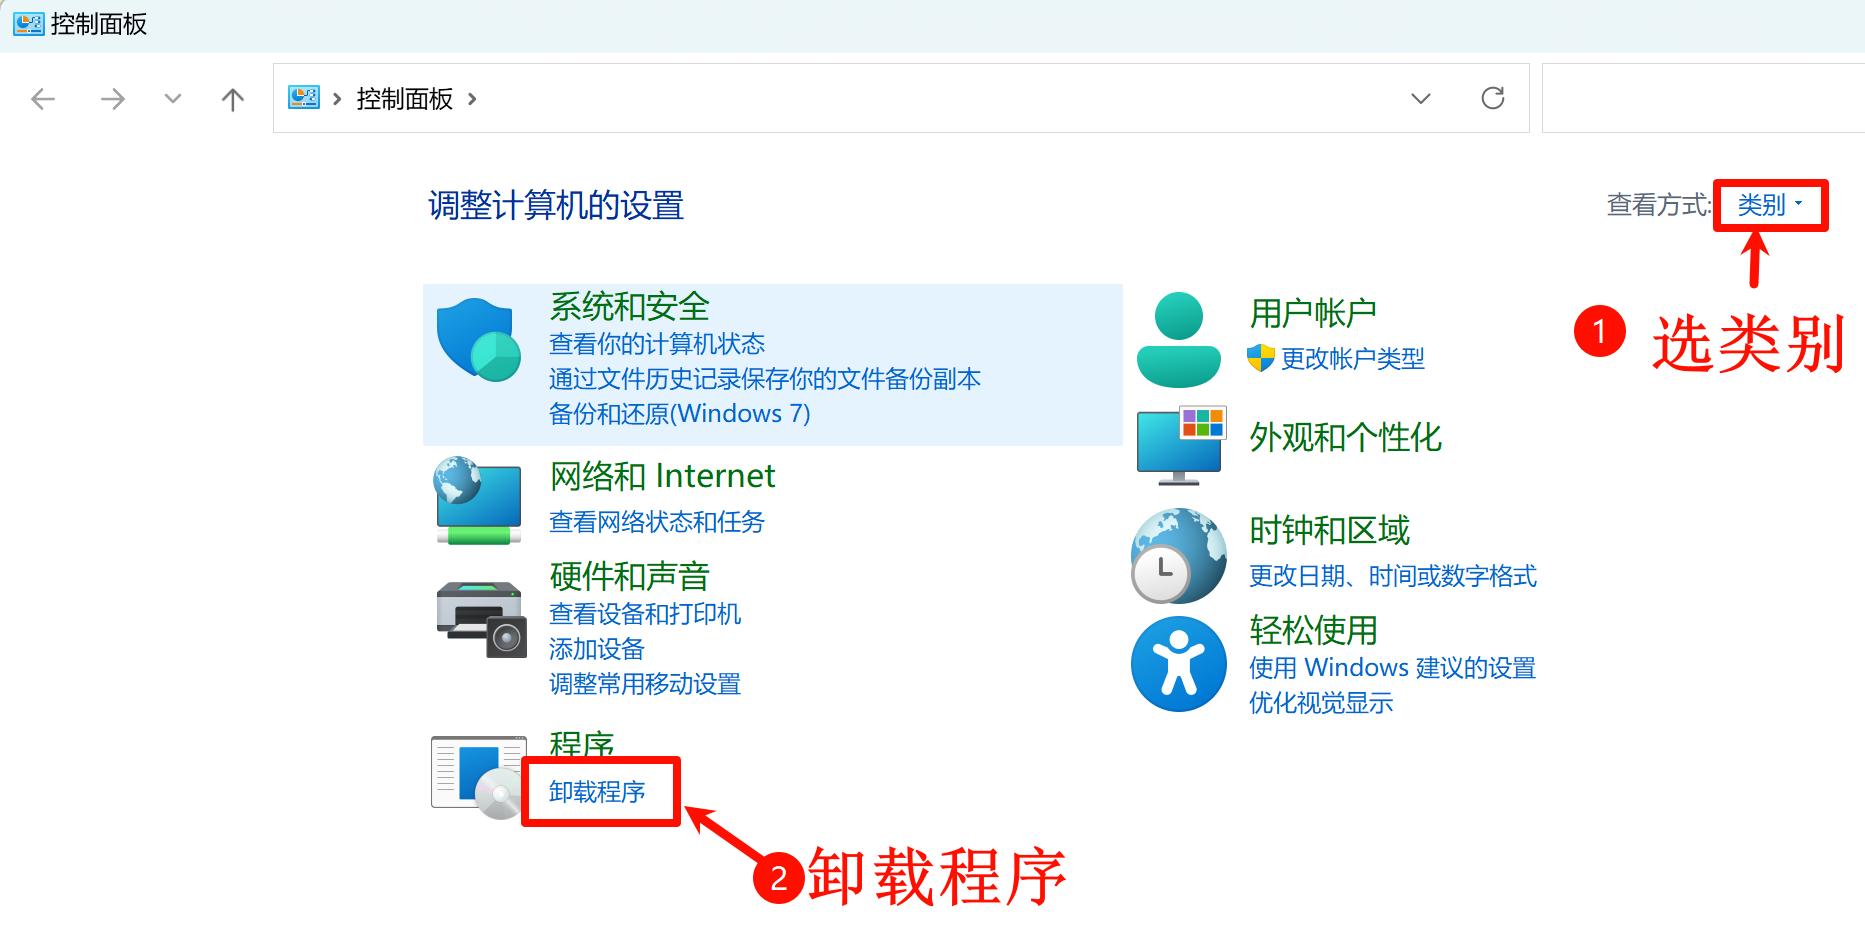 控制面板
控制面板
调整计算机的设置
查看方式: 类别
系统和安全
查看你的计算机状态
通过文件历史记录保存你的文件备份副本
备份和还原(Windows 7)
网络和 Internet
查看网络状态和任务
硬件和声音
查看设备和打印机
添加设备
调整常用移动设置
程序
卸载程序
用户帐户
更改帐户类型
外观和个性化
时钟和区域
更改日期、时间或数字格式
轻松使用
使用 Windows 建议的设置
优化视觉显示
1 选类别
2 卸载程序